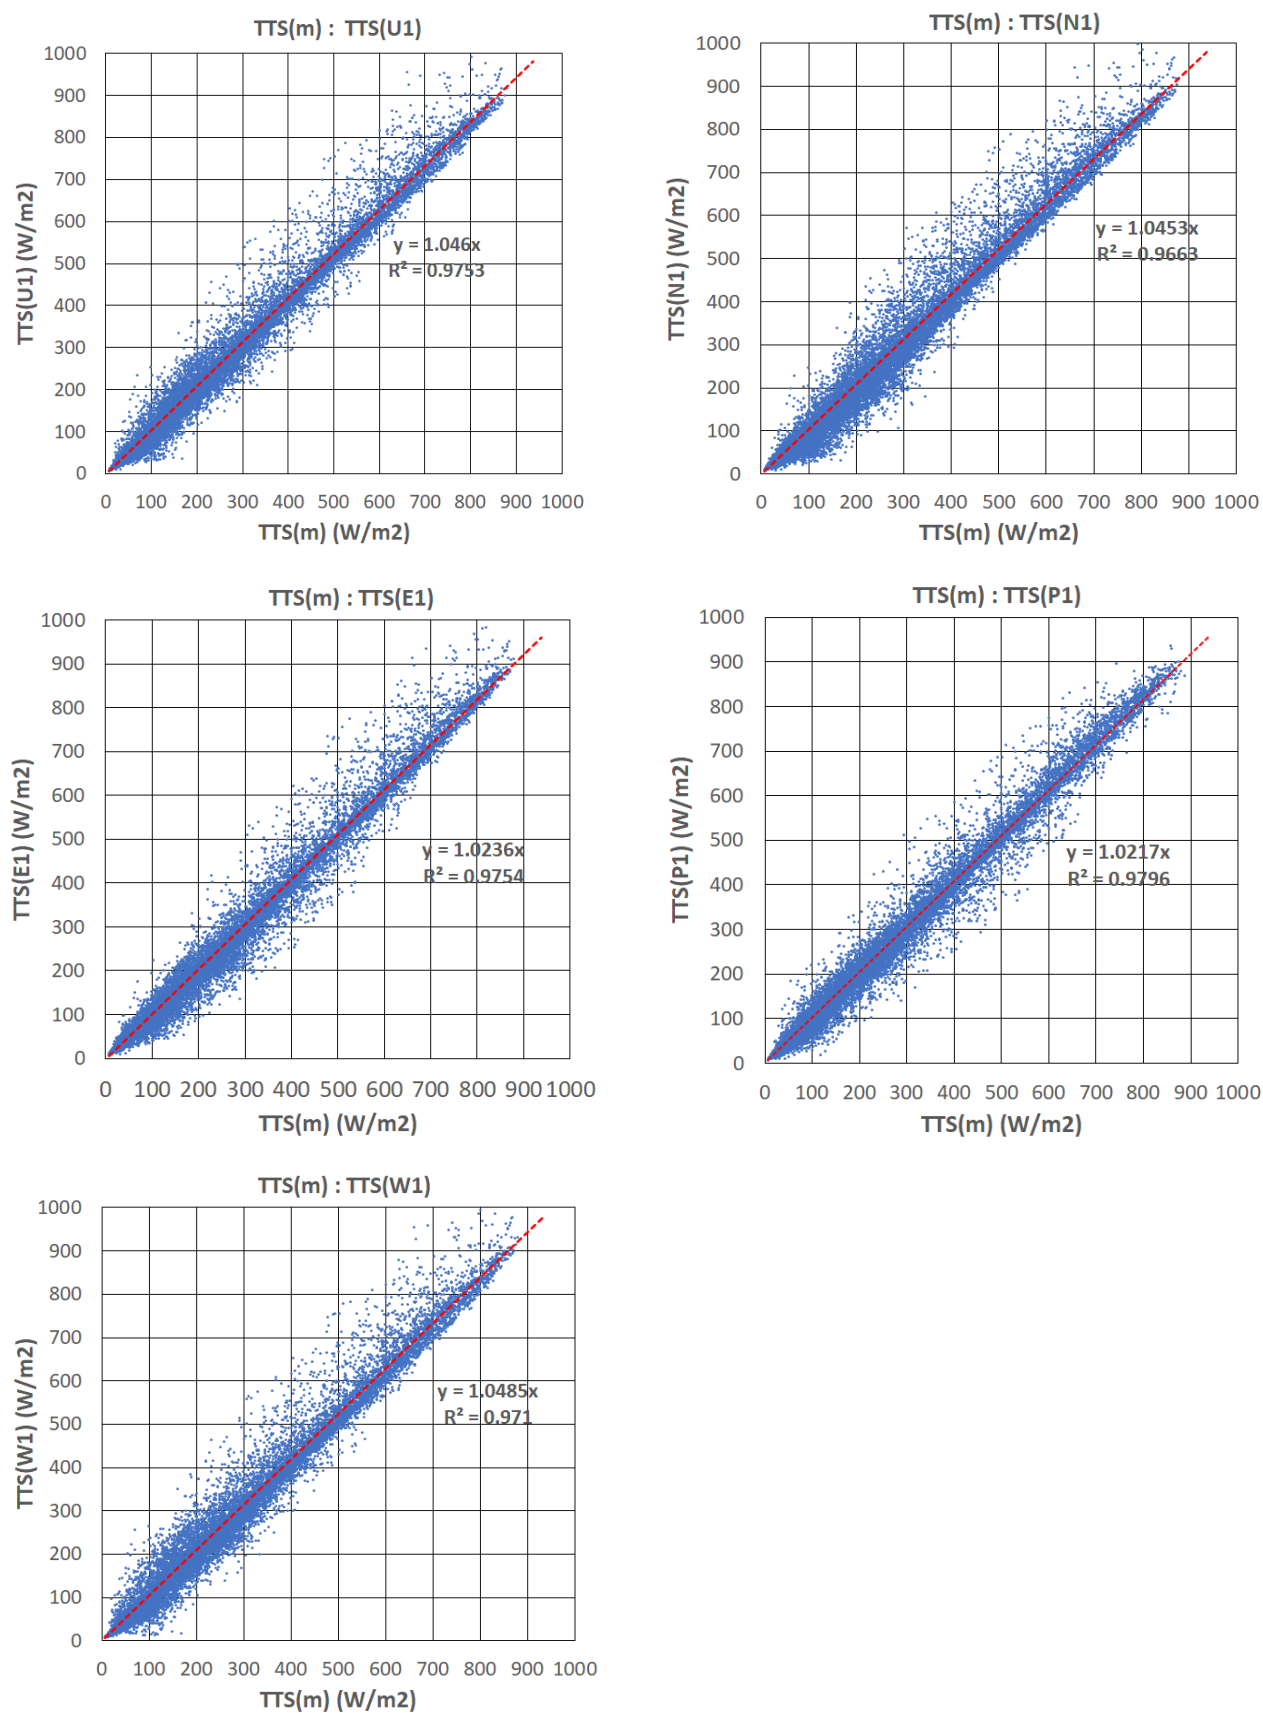 TTS(m) : TTS(U1)
1000
900
800
700
600
500
400
300
200
100
0
TTS(U1) (W/m2)
y = 1.046x
R² = 0.9753
0 100 200 300 400 500 600 700 800 900 1000
TTS(m) (W/m2)
TTS(m) : TTS(N1)
1000
900
800
700
600
500
400
300
200
100
0
TTS(N1) (W/m2)
y = 1.0453x
R² = 0.9663
0 100 200 300 400 500 600 700 800 900 1000
TTS(m) (W/m2)
TTS(m) : TTS(E1)
1000
900
800
700
600
500
400
300
200
100
0
TTS(E1) (W/m2)
y = 1.0236x
R² = 0.9754
0 100 200 300 400 500 600 700 800 900 1000
TTS(m) (W/m2)
TTS(m) : TTS(P1)
1000
900
800
700
600
500
400
300
200
100
0
TTS(P1) (W/m2)
y = 1.0217x
R² = 0.9796
0 100 200 300 400 500 600 700 800 900 1000
TTS(m) (W/m2)
TTS(m) : TTS(W1)
1000
900
800
700
600
500
400
300
200
100
0
TTS(W1) (W/m2)
y = 1.0485x
R² = 0.971
0 100 200 300 400 500 600 700 800 900 1000
TTS(m) (W/m2)